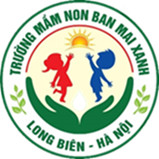 TRƯỜNG MẦM NON BAN MAI XANH
LONG BIÊN - HÀ NỘI